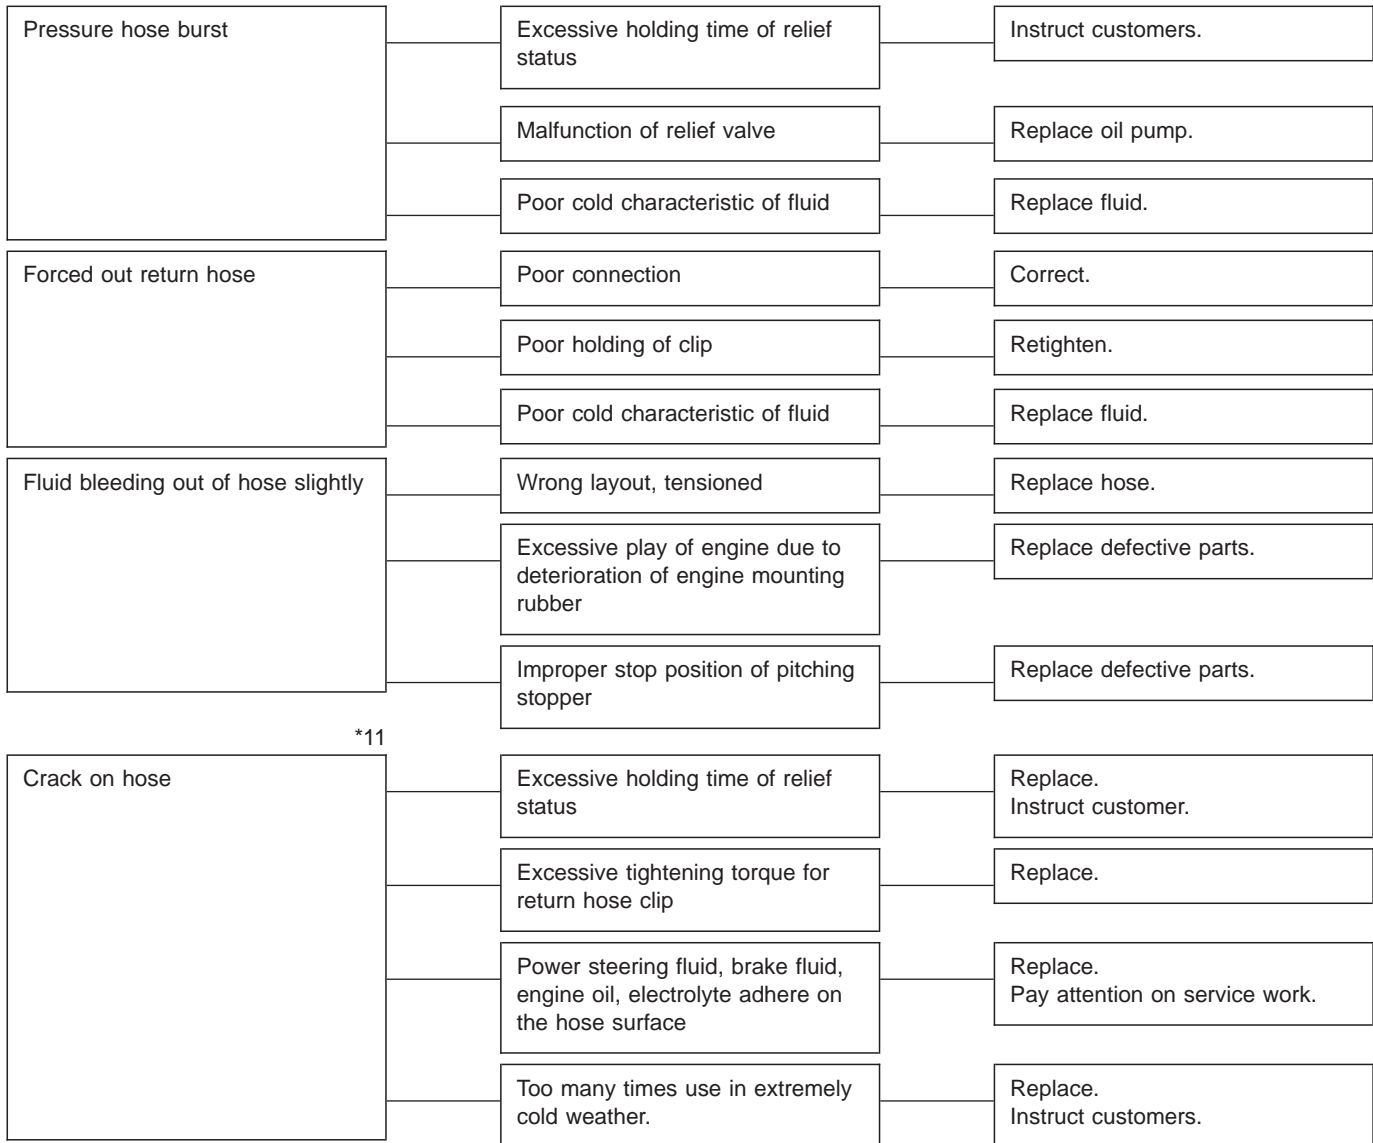 Pressure hose burst
Excessive holding time of relief
status
Instruct customers.
Malfunction of relief valve
Replace oil pump.
Poor cold characteristic of fluid
Replace fluid.
Forced out return hose
Poor connection
Correct.
Poor holding of clip
Retighten.
Poor cold characteristic of fluid
Replace fluid.
Fluid bleeding out of hose slightly
Wrong layout, tensioned
Replace hose.
Excessive play of engine due to
deterioration of engine mounting
rubber
Replace defective parts.
Improper stop position of pitching
stopper
Replace defective parts.
*11
Crack on hose
Excessive holding time of relief
status
Replace.
Instruct customer.
Excessive tightening torque for
return hose clip
Replace.
Power steering fluid, brake fluid,
engine oil, electrolyte adhere on
the hose surface
Replace.
Pay attention on service work.
Too many times use in extremely
cold weather.
Replace.
Instruct customers.